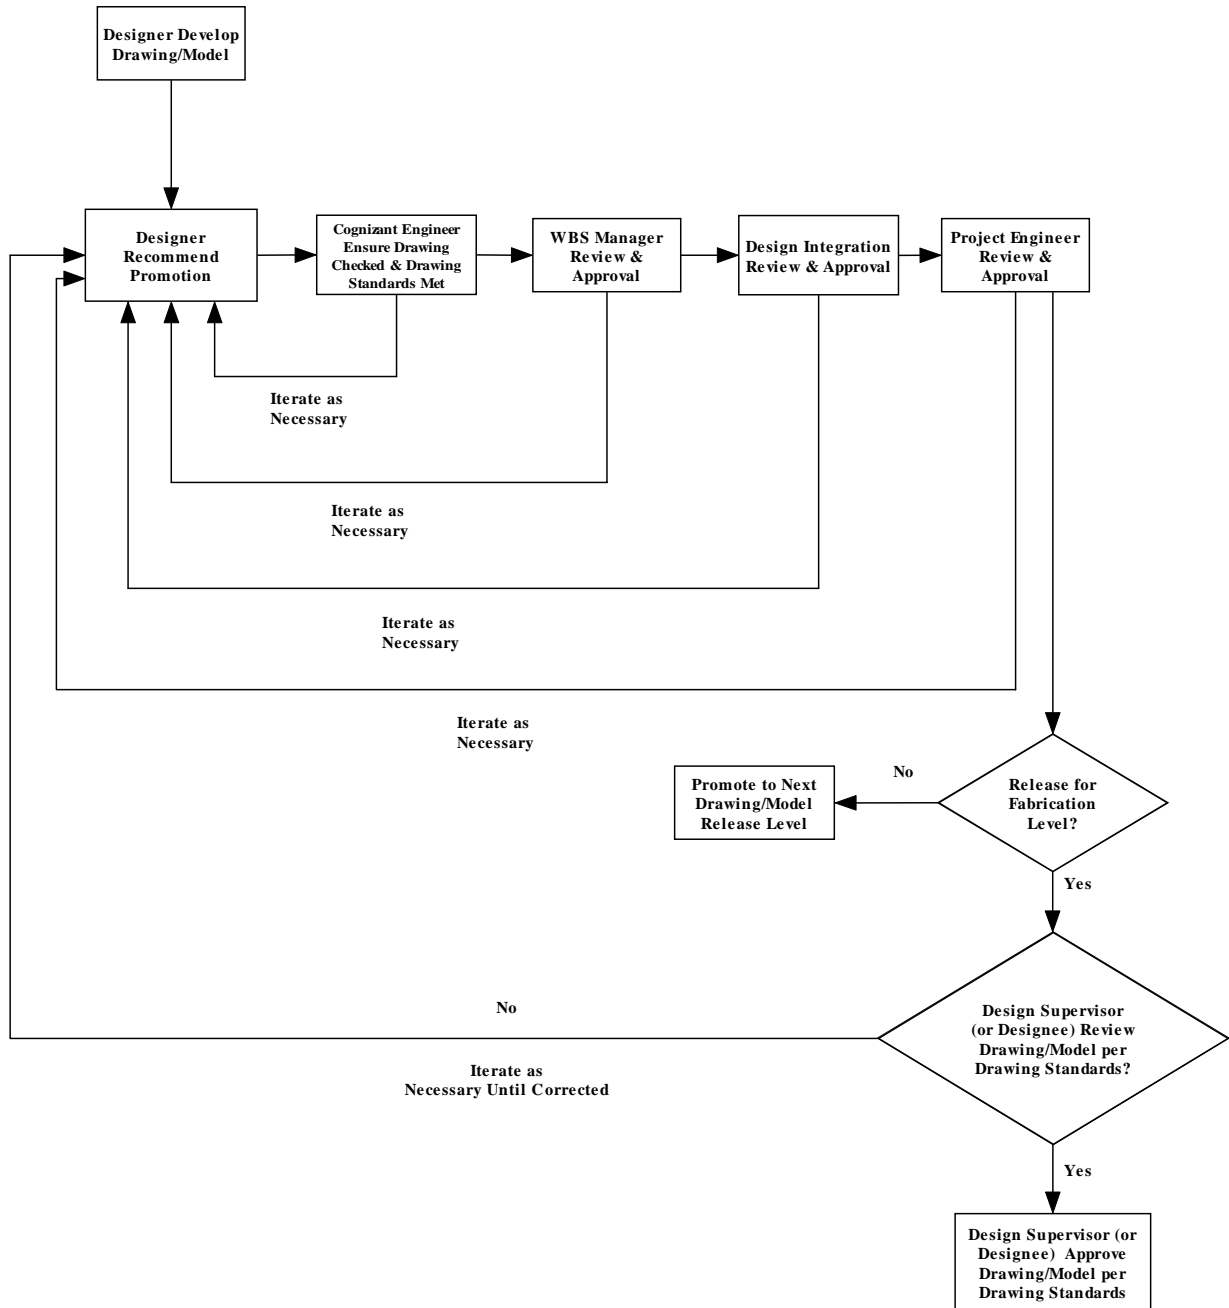 Designer Develop
Drawing/Model
Designer
Recommend
Promotion
Cognizant Engineer
Ensure Drawing
Checked & Drawing
Standards Met
WBS Manager
Review &
Approval
Design Integration
Review & Approval
Project Engineer
Review &
Approval
Iterate as
Necessary
Iterate as
Necessary
Iterate as
Necessary
Iterate as
Necessary
Release for
Fabrication
Level?
No
Promote to Next
Drawing/Model
Release Level
Yes
Design Supervisor
(or Designee) Review
Drawing/Model per
Drawing Standards?
No
Iterate as
Necessary Until Corrected
Yes
Design Supervisor (or
Designee) Approve
Drawing/Model per
Drawing Standards